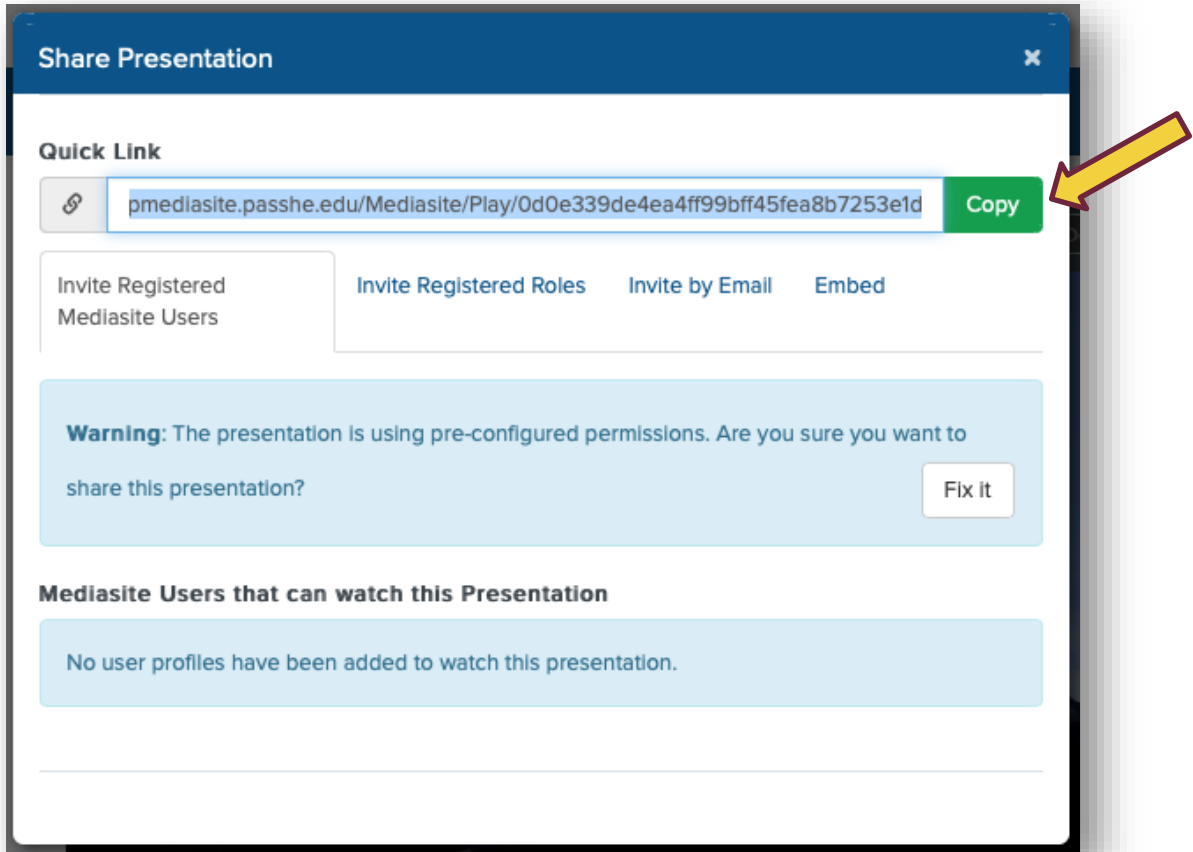 Share Presentation
Quick Link
pmediasite.passhe.edu/Mediasite/Play/0d0e339de4ea4ff99bff45fea8b7253e1d
Copy
Invite Registered
Mediasite Users
Invite Registered Roles
Invite by Email
Embed
Warning: The presentation is using pre-configured permissions. Are you sure you want to
share this presentation?
Fix it
Mediasite Users that can watch this Presentation
No user profiles have been added to watch this presentation.